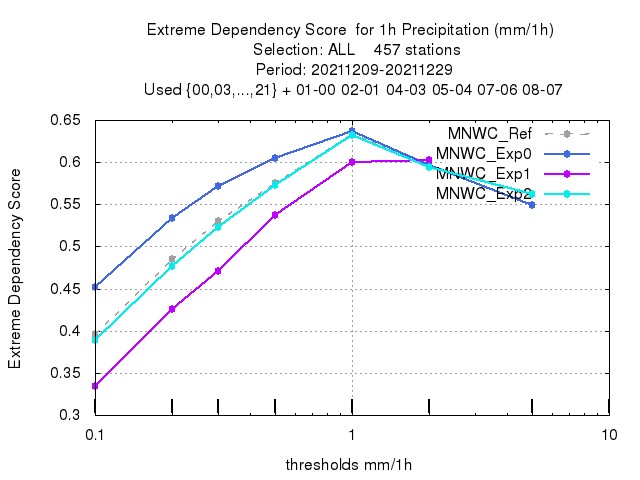 Extreme Dependency Score  for 1h Precipitation (mm/1h)
Selection: ALL    457 stations
Period: 20211209-20211229
Used {00,03,...,21} + 01-00 02-01 04-03 05-04 07-06 08-07
MNWC_Ref
MNWC_Exp0
MNWC_Exp1
MNWC_Exp2
Extreme Dependency Score
0.65
0.6
0.55
0.5
0.45
0.4
0.35
0.3
0.1
1
10
thresholds mm/1h